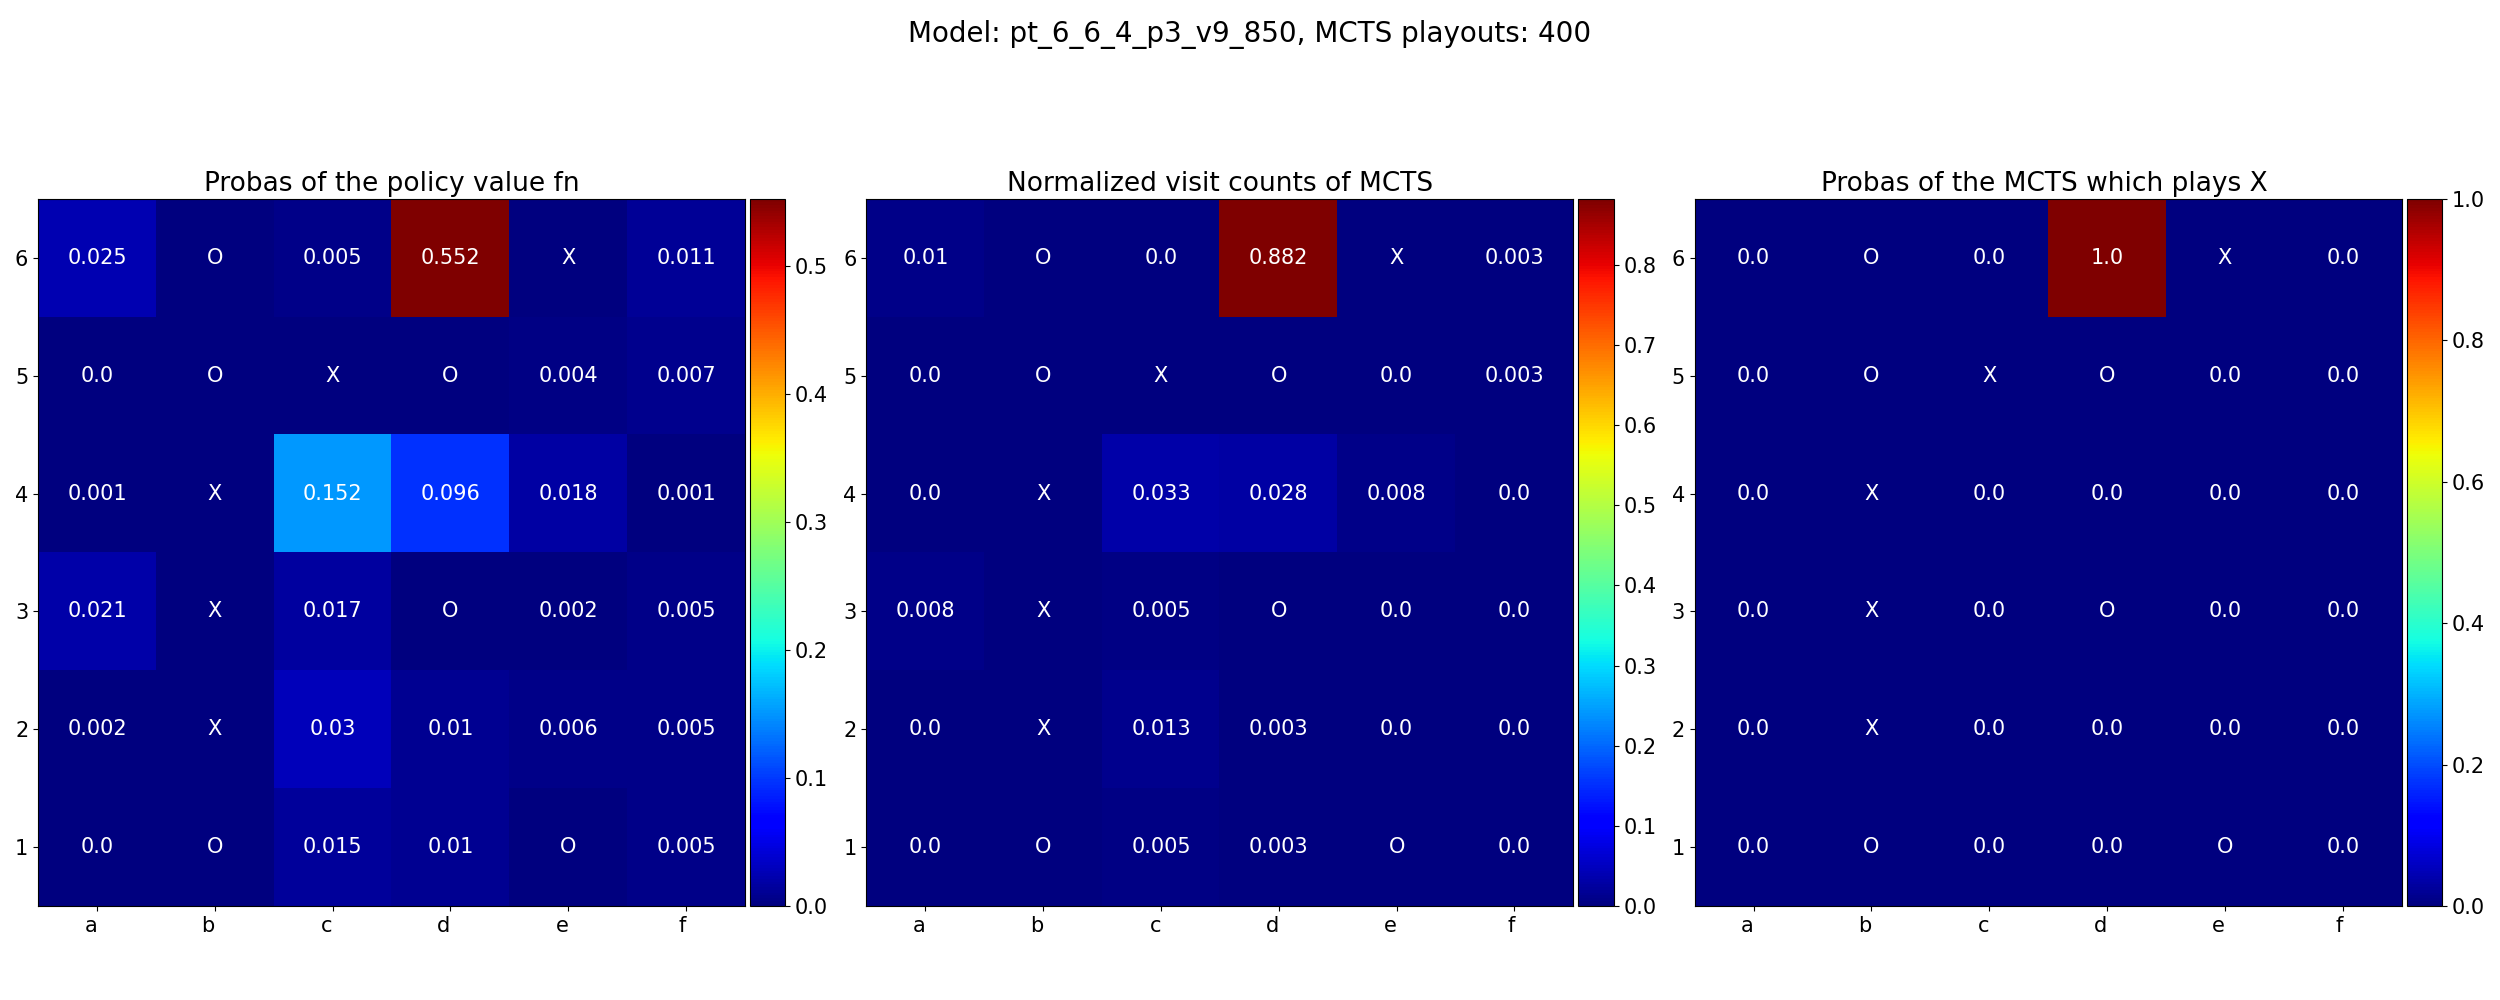 Model: pt_6_6_4_p3_v9_850, MCTS playouts: 400
Probas of the policy value fn
6 0.025 O 0.005 0.552 X 0.011
5 0.0 O X O 0.004 0.007
4 0.001 X 0.152 0.096 0.018 0.001
3 0.021 X 0.017 O 0.002 0.005
2 0.002 X 0.03 0.01 0.006 0.005
1 0.0 O 0.015 0.01 O 0.005
a b c d e f
0.5
0.4
0.3
0.2
0.1
0.0
Normalized visit counts of MCTS
6 0.01 O 0.0 0.882 X 0.003
5 0.0 O X O 0.0 0.003
4 0.0 X 0.033 0.028 0.008 0.0
3 0.008 X 0.005 O 0.0 0.0
2 0.0 X 0.013 0.003 0.0 0.0
1 0.0 O 0.005 0.003 O 0.0
a b c d e f
0.8
0.7
0.6
0.5
0.4
0.3
0.2
0.1
0.0
Probas of the MCTS which plays X
6 0.0 O 0.0 1.0 X 0.0
5 0.0 O X O 0.0 0.0
4 0.0 X 0.0 0.0 0.0 0.0
3 0.0 X 0.0 O 0.0 0.0
2 0.0 X 0.0 0.0 0.0 0.0
1 0.0 O 0.0 0.0 O 0.0
a b c d e f
1.0
0.8
0.6
0.4
0.2
0.0